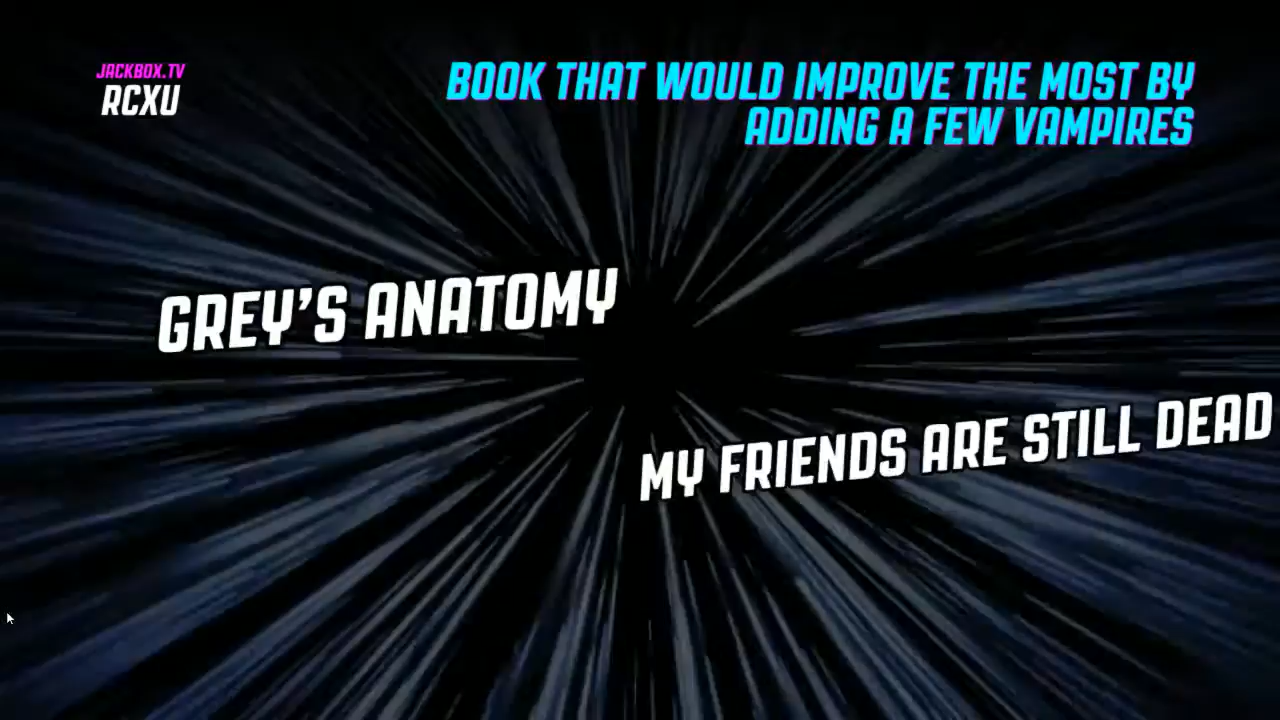 JACKBOX.TV
RCXU
BOOK THAT WOULD IMPROVE THE MOST BY
ADDING A FEW VAMPIRES
GREY'S ANATOMY
MY FRIENDS ARE STILL DEAD